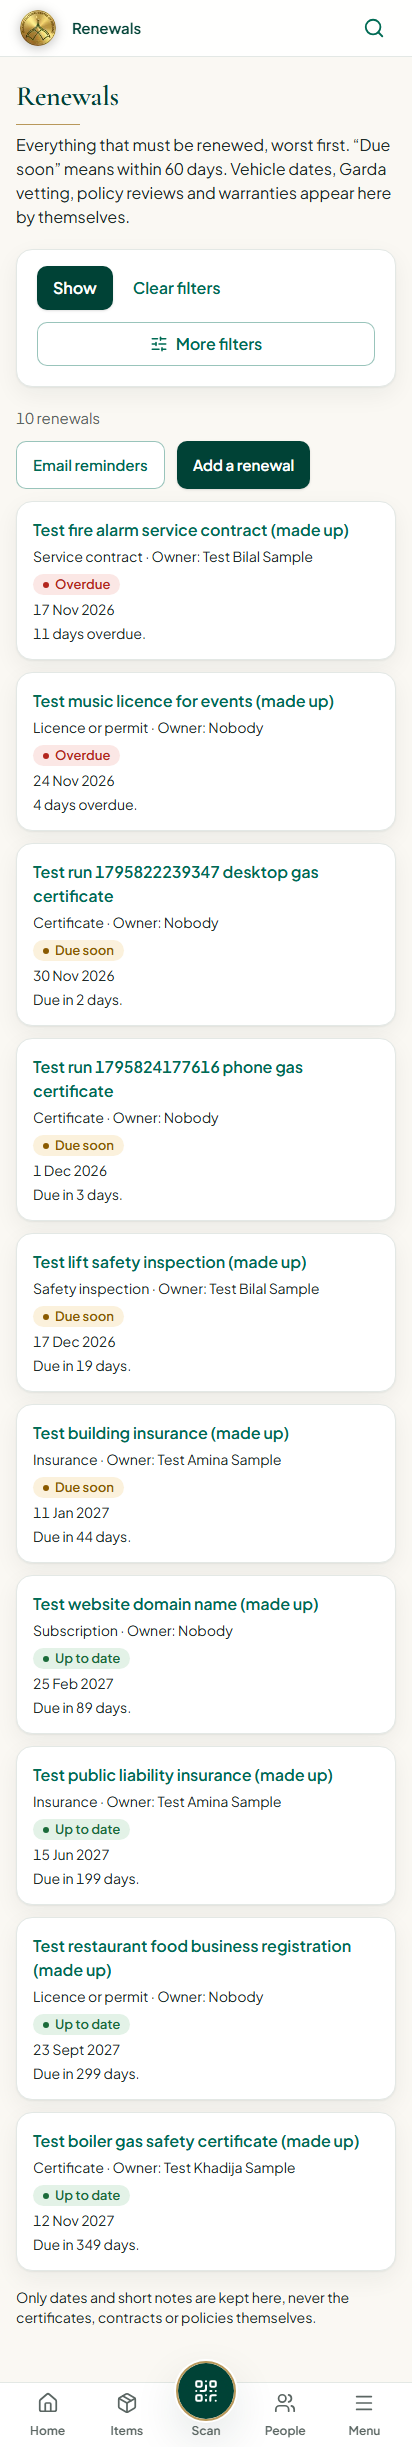 Renewals
Renewals
Everything that must be renewed, worst first. “Due
soon” means within 60 days. Vehicle dates, Garda
vetting, policy reviews and warranties appear here
by themselves.
Show
Clear filters
More filters
10 renewals
Email reminders
Add a renewal
Test fire alarm service contract (made up)
Service contract · Owner: Test Bilal Sample
Overdue
17 Nov 2026
11 days overdue.
Test music licence for events (made up)
Licence or permit · Owner: Nobody
Overdue
24 Nov 2026
4 days overdue.
Test run 1795822239347 desktop gas
certificate
Certificate · Owner: Nobody
Due soon
30 Nov 2026
Due in 2 days.
Test run 1795824177616 phone gas
certificate
Certificate · Owner: Nobody
Due soon
1 Dec 2026
Due in 3 days.
Test lift safety inspection (made up)
Safety inspection · Owner: Test Bilal Sample
Due soon
17 Dec 2026
Due in 19 days.
Test building insurance (made up)
Insurance · Owner: Test Amina Sample
Due soon
11 Jan 2027
Due in 44 days.
Test website domain name (made up)
Subscription · Owner: Nobody
Up to date
25 Feb 2027
Due in 89 days.
Test public liability insurance (made up)
Insurance · Owner: Test Amina Sample
Up to date
15 Jun 2027
Due in 199 days.
Test restaurant food business registration
(made up)
Licence or permit · Owner: Nobody
Up to date
23 Sept 2027
Due in 299 days.
Test boiler gas safety certificate (made up)
Certificate · Owner: Test Khadija Sample
Up to date
12 Nov 2027
Due in 349 days.
Only dates and short notes are kept here, never the
certificates, contracts or policies themselves.
Home
Items
Scan
People
Menu